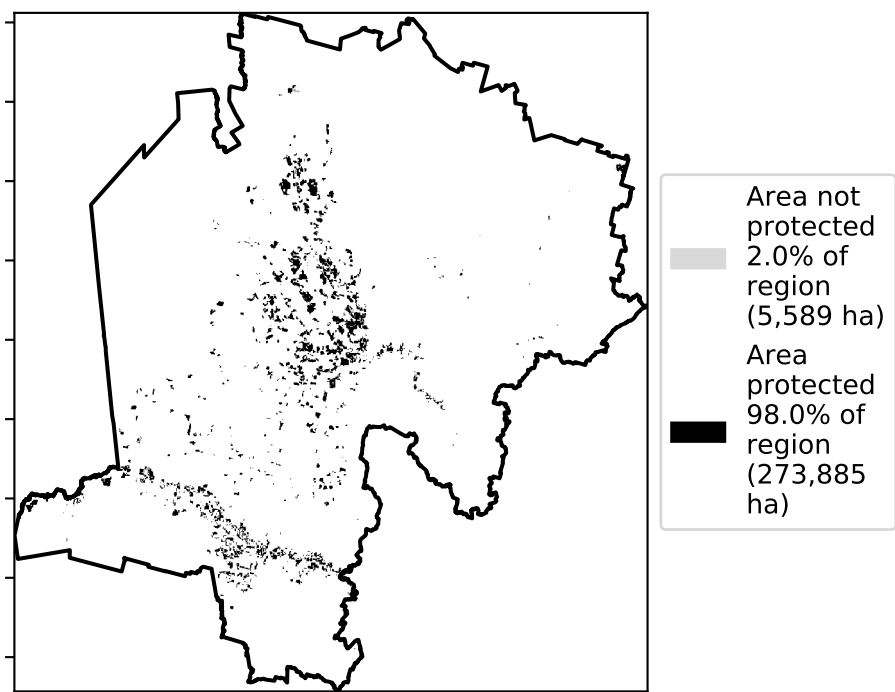 Area not
protected
2.0% of
region
(5,589 ha)
Area
protected
98.0% of
region
(273,885
ha)